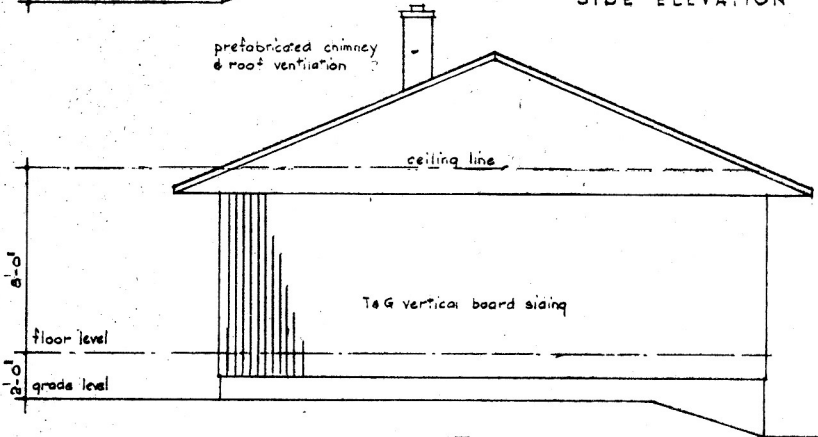 SIDE ELEVATION
prefabricated chimney
& roof ventilation
ceiling line
8'-0"
T&G vertical board siding
floor level
2'-0"
grade level